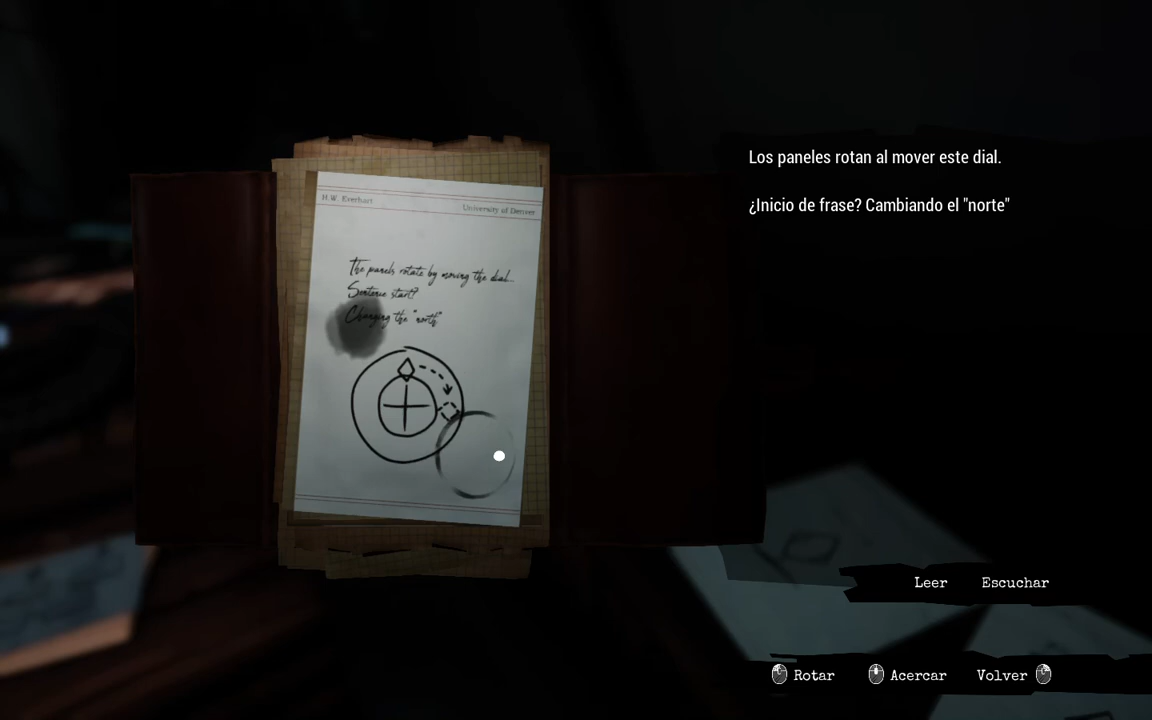 Los paneles rotan al mover este dial.
¿Inicio de frase? Cambiando el "norte"
H.W. Everhart
University of Denver
The panels rotate by moving the dial.
Sentence start?
Changing the "north"
Leer Escuchar
Rotar Acercar Volver